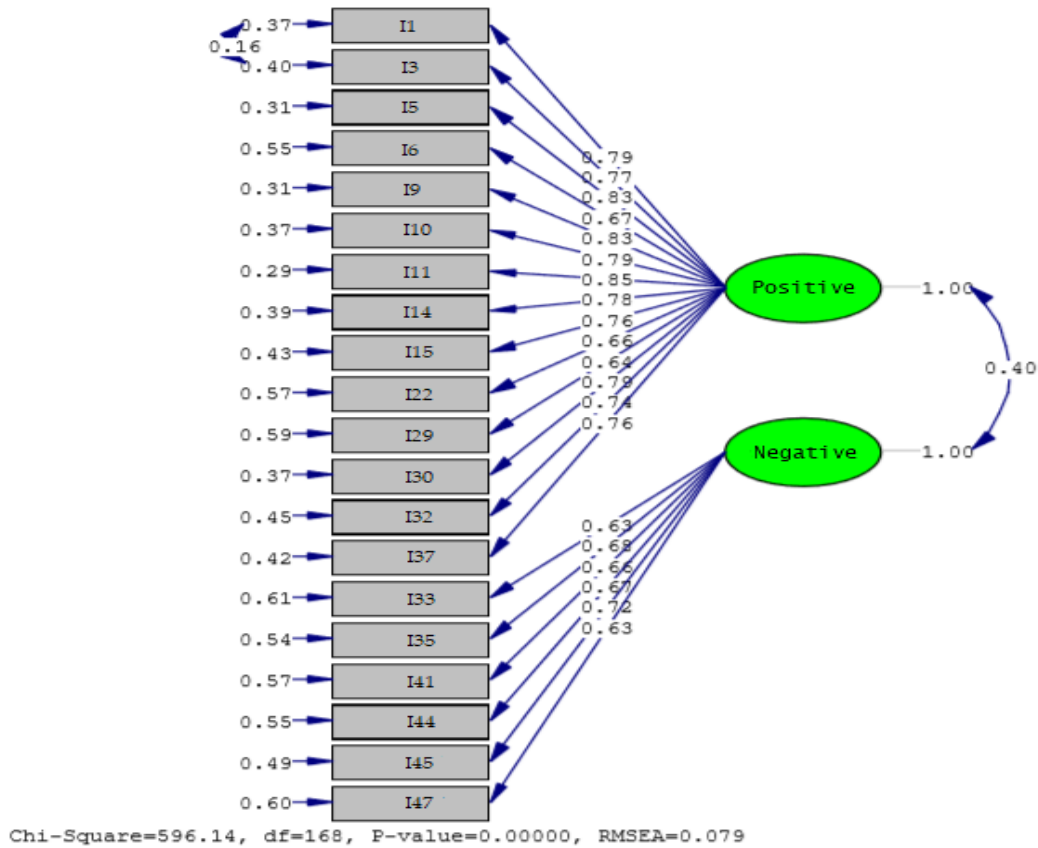 0.37 I1
0.16
0.40 I3
0.31 I5
0.55 I6
0.31 I9
0.37 I10
0.29 I11
0.39 I14
0.43 I15
0.57 I22
0.59 I29
0.37 I30
0.45 I32
0.42 I37
0.61 I33
0.54 I35
0.57 I41
0.55 I44
0.49 I45
0.60 I47
0.79
0.77
0.83
0.67
0.83
0.79
0.85
0.78
0.76
0.66
0.64
0.79
0.74
0.76
0.63
0.68
0.66
0.67
0.72
0.63
Positive 1.00
0.40
Negative 1.00
Chi-Square=596.14, df=168, P-value=0.00000, RMSEA=0.079